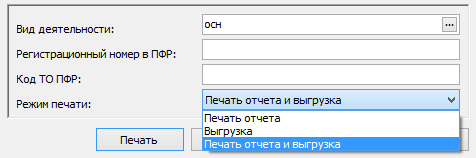 Вид деятельности: осн ...
Регистрационный номер в ПФР:
Код ТО ПФР:
Режим печати: Печать отчета и выгрузка
Печать отчета
Выгрузка
Печать отчета и выгрузка
Печать